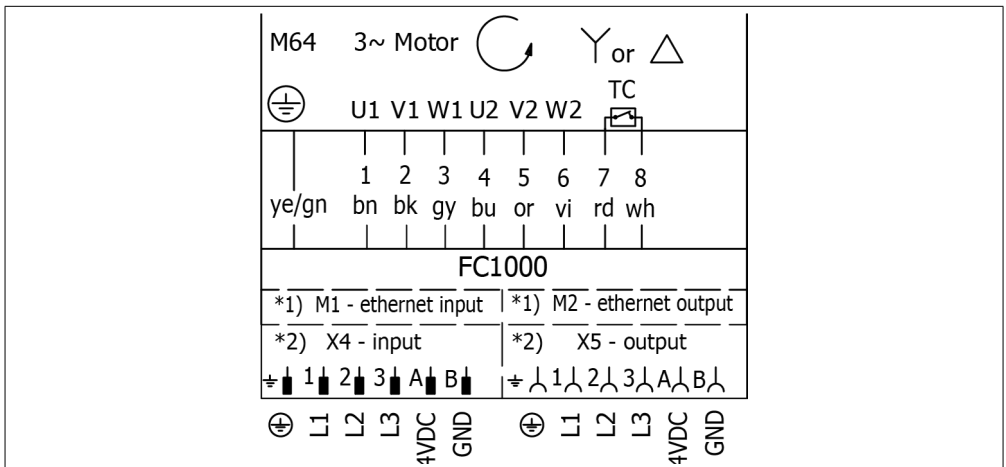 M64 3~ Motor Y or △
TC
U1 V1 W1 U2 V2 W2
1 2 3 4 5 6 7 8
ye/gn bn bk gy bu or vi rd wh
FC1000
*1) M1 - ethernet input *1) M2 - ethernet output
*2) X4 - input *2) X5 - output
1 2 3 A B 1 2 3 A B
L1 L2 L3 4VDC GND L1 L2 L3 4VDC GND